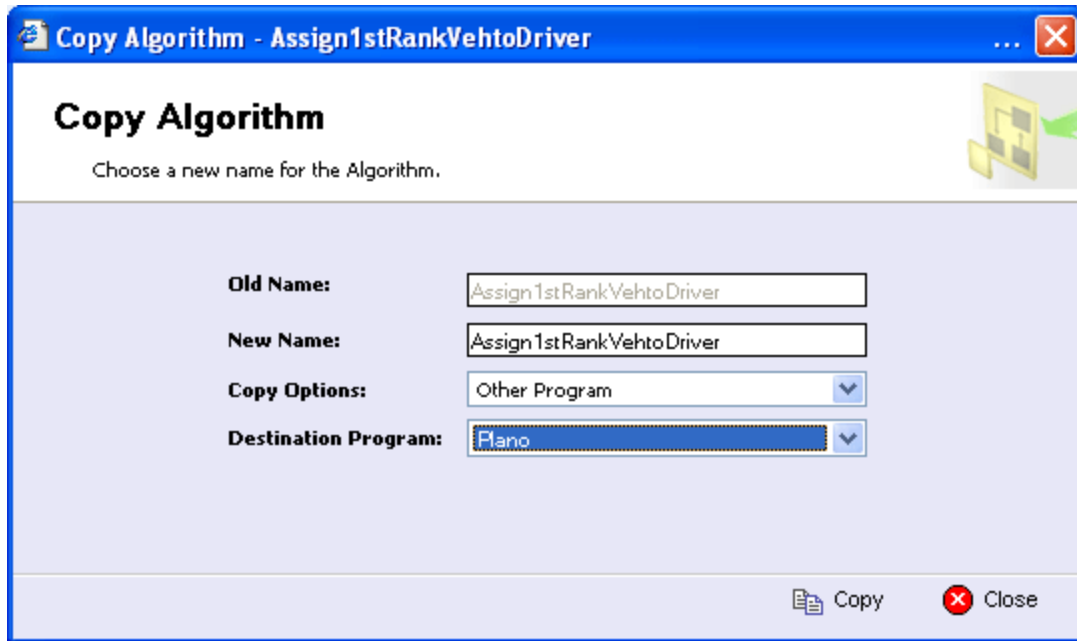 Copy Algorithm - Assign1stRankVehtoDriver ...
Copy Algorithm
Choose a new name for the Algorithm.
Old Name: Assign1stRankVehtoDriver
New Name: Assign1stRankVehtoDriver
Copy Options: Other Program
Destination Program: Plano
Copy Close